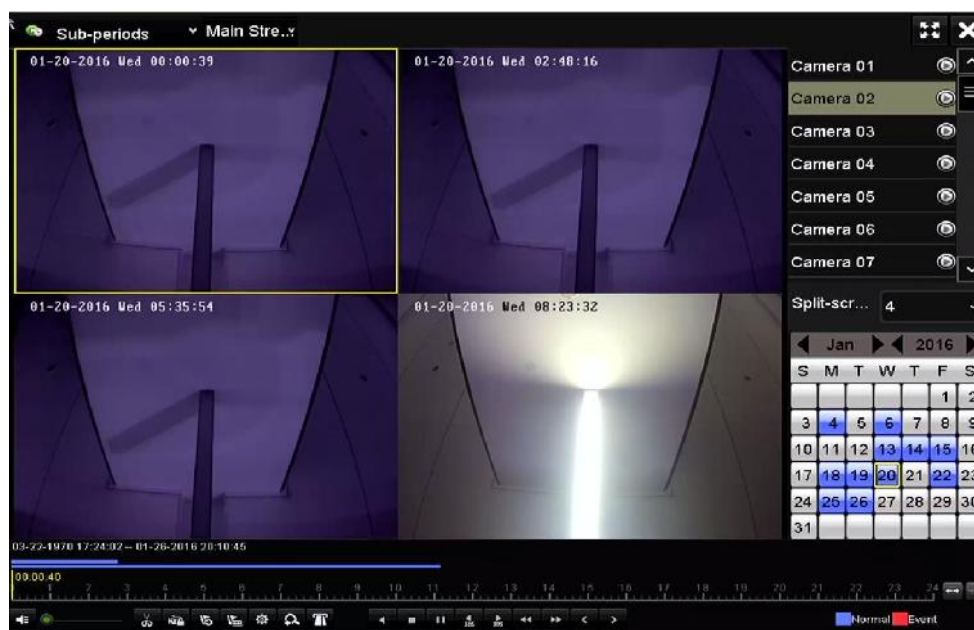 Sub-periods Main Stre..
01-20-2016 Wed 00:00:39
01-20-2016 Wed 02:48:16
01-20-2016 Wed 05:35:54
01-20-2016 Wed 08:23:32
Camera 01
Camera 02
Camera 03
Camera 04
Camera 05
Camera 06
Camera 07
Split-scr... 4
Jan 2016
S M T W T F S
1 2
3 4 5 6 7 8 9
10 11 12 13 14 15 16
17 18 19 20 21 22 23
24 25 26 27 28 29 30
31
03-22-1970 17:24:02 -- 01-26-2016 20:10:45
00:00:40
1 2 3 4 5 6 7 8 9 10 11 12 13 14 15 16 17 18 19 20 21 22 23 24
Normal Event